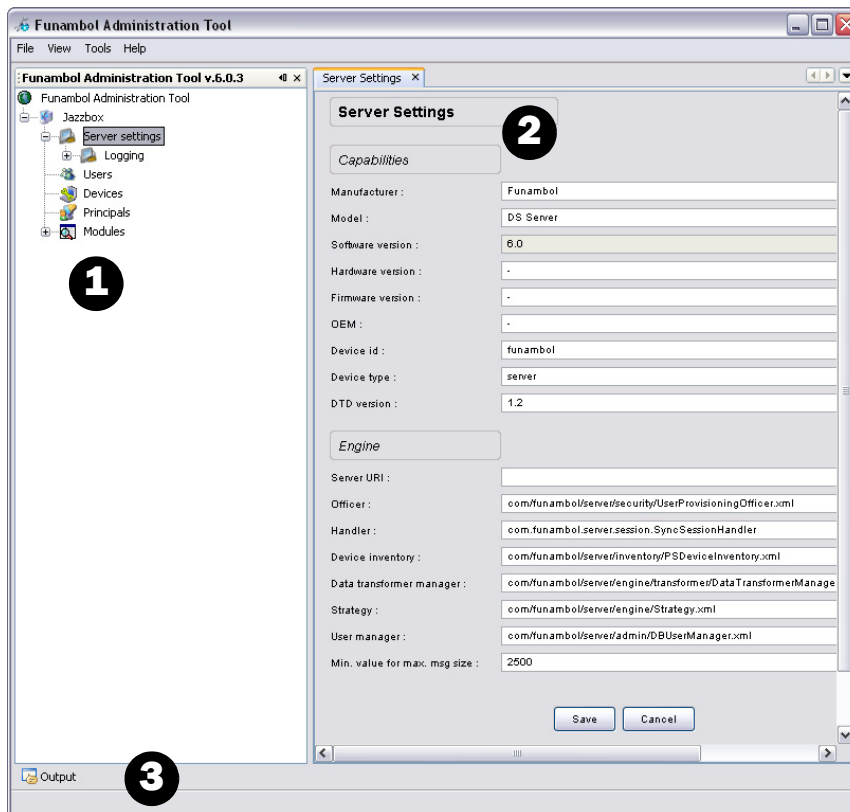 Funambol Administration Tool
File View Tools Help
Funambol Administration Tool v.6.0.3
Funambol Administration Tool
Jazzbox
Server settings
Logging
Users
Devices
Principals
Modules
1
Server Settings
Server Settings
2
Capabilities
Manufacturer : Funambol
Model : DS Server
Software version : 6.0
Hardware version : -
Firmware version : -
OEM : -
Device id : funambol
Device type : server
DTD version : 1.2
Engine
Server URI :
Officer : com/funambol/server/security/UserProvisioningOfficer.xml
Handler : com.funambol.server.session.SyncSessionHandler
Device inventory : com/funambol/server/inventory/PSDeviceInventory.xml
Data transformer manager : com/funambol/server/engine/transformer/DataTransformerManage
Strategy : com/funambol/server/engine/Strategy.xml
User manager : com/funambol/server/admin/DBUserManager.xml
Min. value for max. msg size : 2500
Save Cancel
Output
3